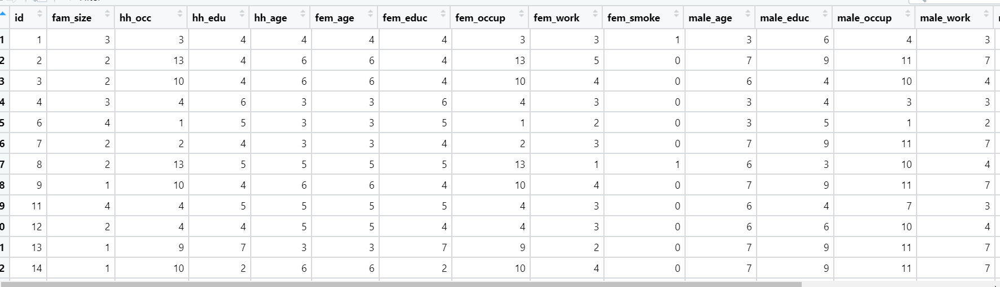 id fam_size hh_occ hh_edu hh_age fem_age fem_educ fem_occup fem_work fem_smoke male_age male_educ male_occup male_work
1 1 3 3 4 4 4 4 3 3 1 3 6 4 3
2 2 2 13 4 6 6 4 13 5 0 7 9 11 7
3 3 2 10 4 6 6 4 10 4 0 6 4 10 4
4 4 3 4 6 3 3 6 4 3 0 3 4 3 3
5 6 4 1 5 3 3 5 1 2 0 3 5 1 2
6 7 2 2 4 3 3 4 2 3 0 7 9 11 7
7 8 2 13 5 5 5 5 13 1 1 6 3 10 4
8 9 1 10 4 6 6 4 10 4 0 7 9 11 7
9 11 4 4 5 5 5 5 4 3 0 6 4 7 3
0 12 2 4 4 5 5 4 4 3 0 6 6 10 4
1 13 1 9 7 3 3 7 9 2 0 7 9 11 7
2 14 1 10 2 6 6 2 10 4 0 7 9 11 7